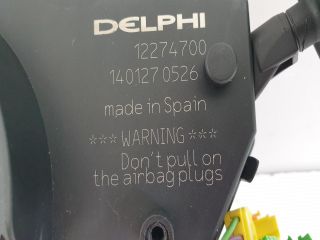 DELPHI
12274700
140127 0526
made in Spain
*** WARNING ***
Don't pull on
the airbag plugs